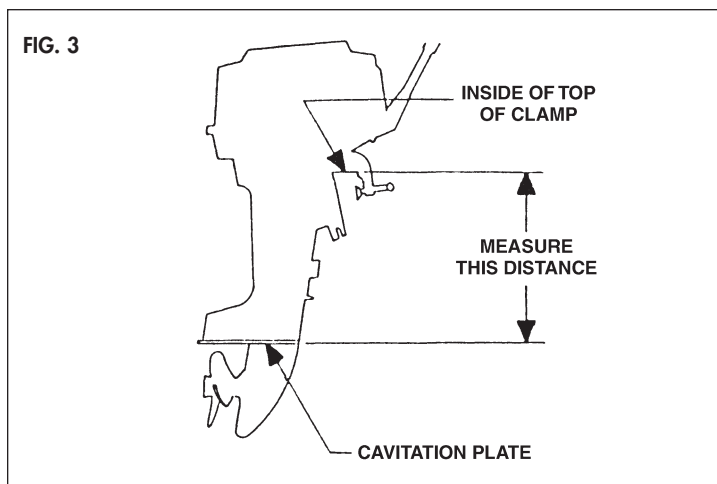 FIG. 3
INSIDE OF TOP
OF CLAMP
MEASURE
THIS DISTANCE
CAVITATION PLATE